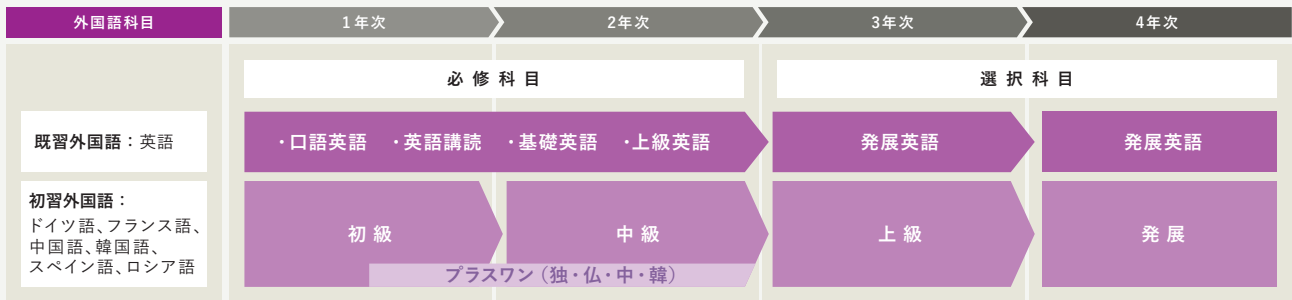 外国語科目
1年次
2年次
3年次
4年次
必修科目
選択科目
既習外国語：英語
・口語英語 ・英語講読 ・基礎英語 ・上級英語
発展英語
発展英語
初習外国語：
ドイツ語、フランス語、
中国語、韓国語、
スペイン語、ロシア語
初級
中級
上級
発展
プラスワン（独・仏・中・韓）